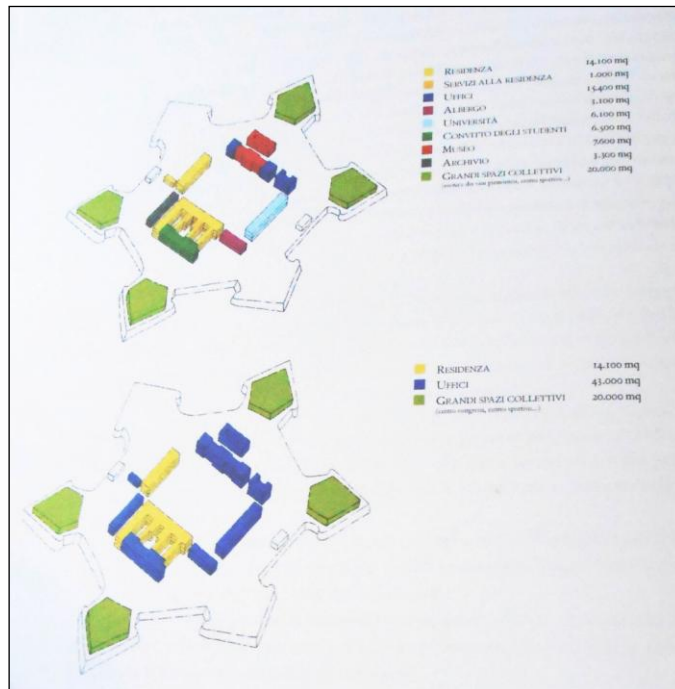 RESIDENZA 14.100 mq
SERVIZI ALLA RESIDENZA 1.000 mq
UFFICI 15.400 mq
ALBERGO 3.100 mq
UNIVERSITÀ 6.100 mq
CONVITTO DEGLI STUDENTI 6.500 mq
MUSEO 7.600 mq
ARCHIVIO 3.300 mq
GRANDI SPAZI COLLETTIVI 20.000 mq
RESIDENZA 14.100 mq
UFFICI 43.000 mq
GRANDI SPAZI COLLETTIVI 20.000 mq
(centro congressi, centro sportivo...)